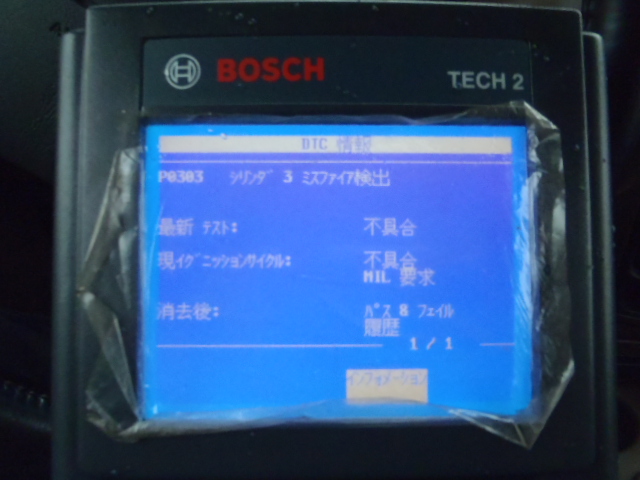 BOSCH
TECH 2
DTC 情報
P0303 シリンダ 3 ミスファイア検出
最新 テスト: 不具合
現イグニッションサイクル: 不具合
MIL 要求
消去後: パス 8 フェイル
履歴
1 / 1
インフォメーション